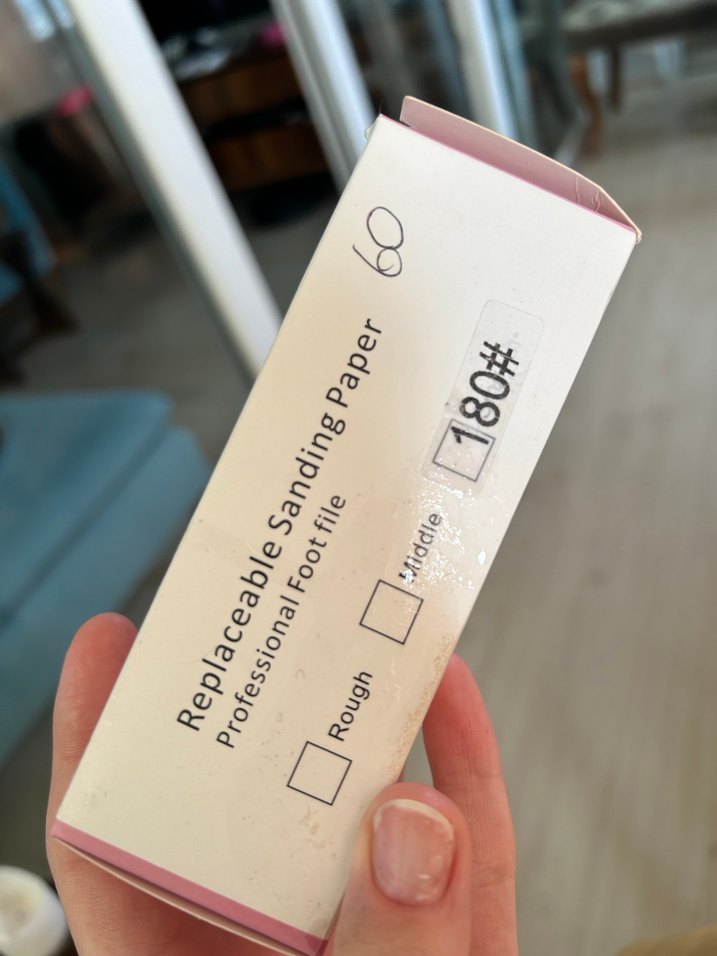 Replaceable Sanding Paper 60
Professional Foot file
Rough Middle 180#